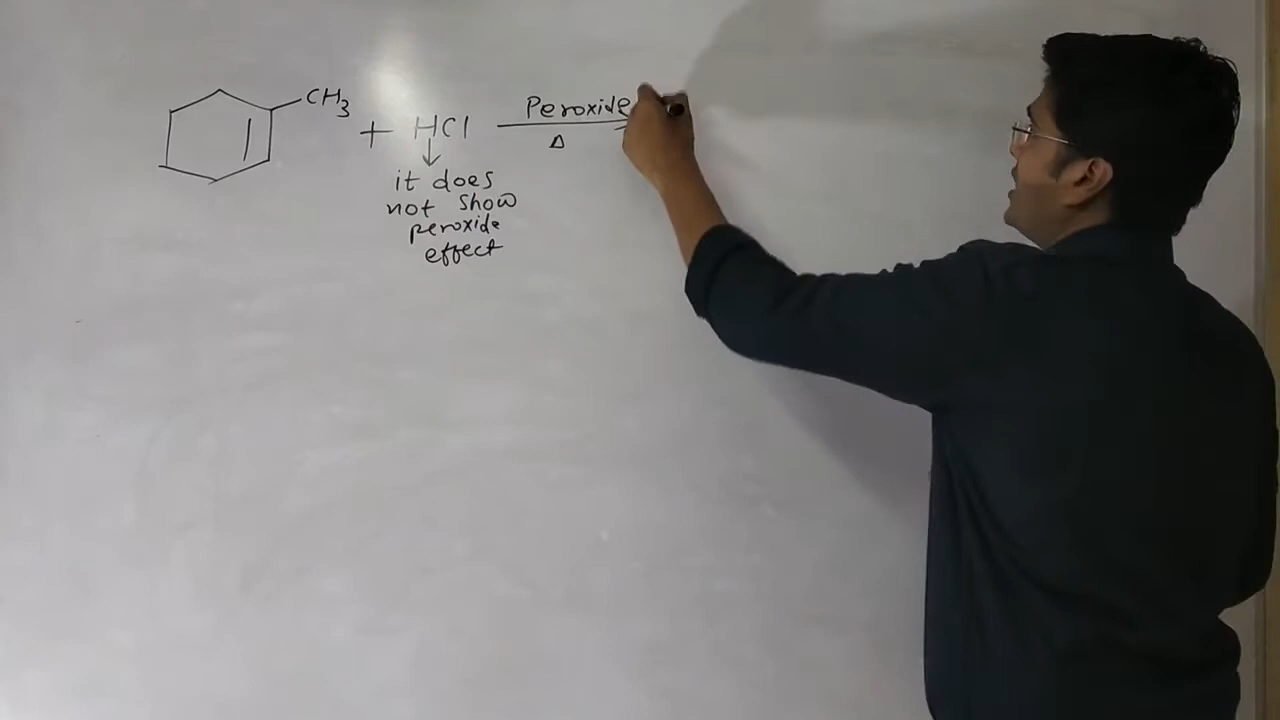 CH3
+ HCl
Peroxide
Δ
it does
not show
peroxide
effect